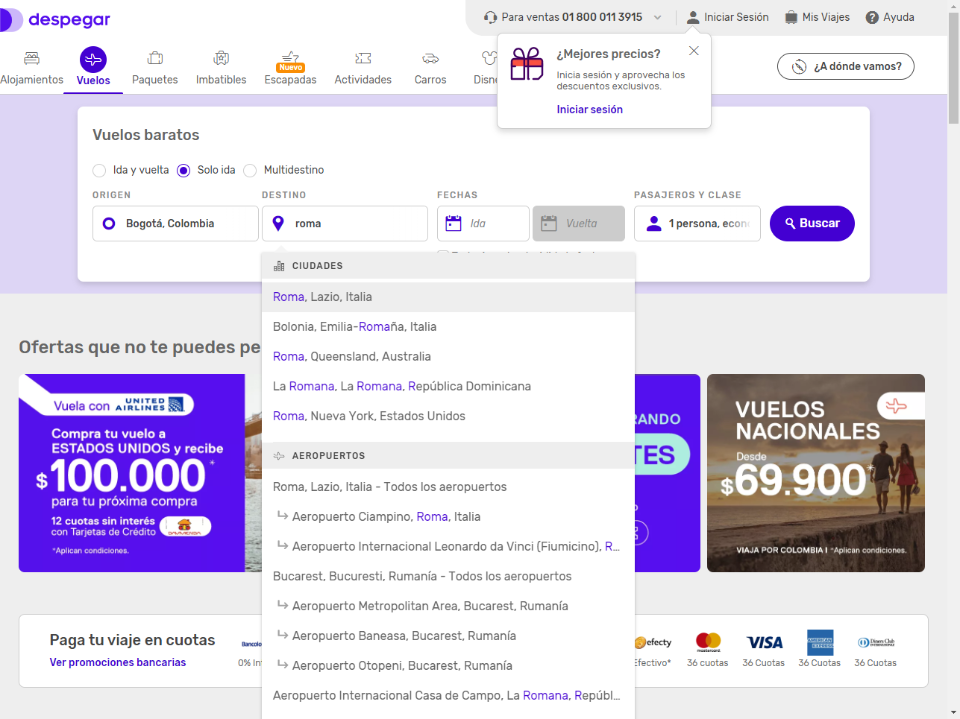 despegar
Para ventas 01 800 011 3915
Iniciar Sesión
Mis Viajes
Ayuda
Alojamientos
Vuelos
Paquetes
Imbatibles
Nuevo
Escapadas
Actividades
Carros
Disne
¿A dónde vamos?
¿Mejores precios?
Inicia sesión y aprovecha los
descuentos exclusivos.
Iniciar sesión
Vuelos baratos
Ida y vuelta
Solo ida
Multidestino
ORIGEN
DESTINO
FECHAS
PASAJEROS Y CLASE
Bogotá, Colombia
roma
Ida
Vuelta
1 persona, econ
Buscar
CIUDADES
Roma, Lazio, Italia
Bolonia, Emilia-Romaña, Italia
Roma, Queensland, Australia
La Romana, La Romana, República Dominicana
Roma, Nueva York, Estados Unidos
AEROPUERTOS
Roma, Lazio, Italia - Todos los aeropuertos
Aeropuerto Ciampino, Roma, Italia
Aeropuerto Internacional Leonardo da Vinci (Fiumicino), R...
Bucarest, Bucuresti, Rumanía - Todos los aeropuertos
Aeropuerto Metropolitan Area, Bucarest, Rumanía
Aeropuerto Baneasa, Bucarest, Rumanía
Aeropuerto Otopeni, Bucarest, Rumanía
Aeropuerto Internacional Casa de Campo, La Romana, Repúbl...
Ofertas que no te puedes pe
Vuela con UNITED AIRLINES
Compra tu vuelo a
ESTADOS UNIDOS y recibe
$100.000*
para tu próxima compra
12 cuotas sin interés
con Tarjetas de Crédito
DAVIVIENDA
*Aplican condiciones.
RANDO
TES
VUELOS
NACIONALES
Desde
$69.900*
VIAJA POR COLOMBIA | *Aplican condiciones.
Paga tu viaje en cuotas
Ver promociones bancarias
Bancolo
0% In
efecty
Efectivo*
mastercard
36 cuotas
VISA
36 Cuotas
AMERICAN EXPRESS
36 Cuotas
Diners Club
36 Cuotas